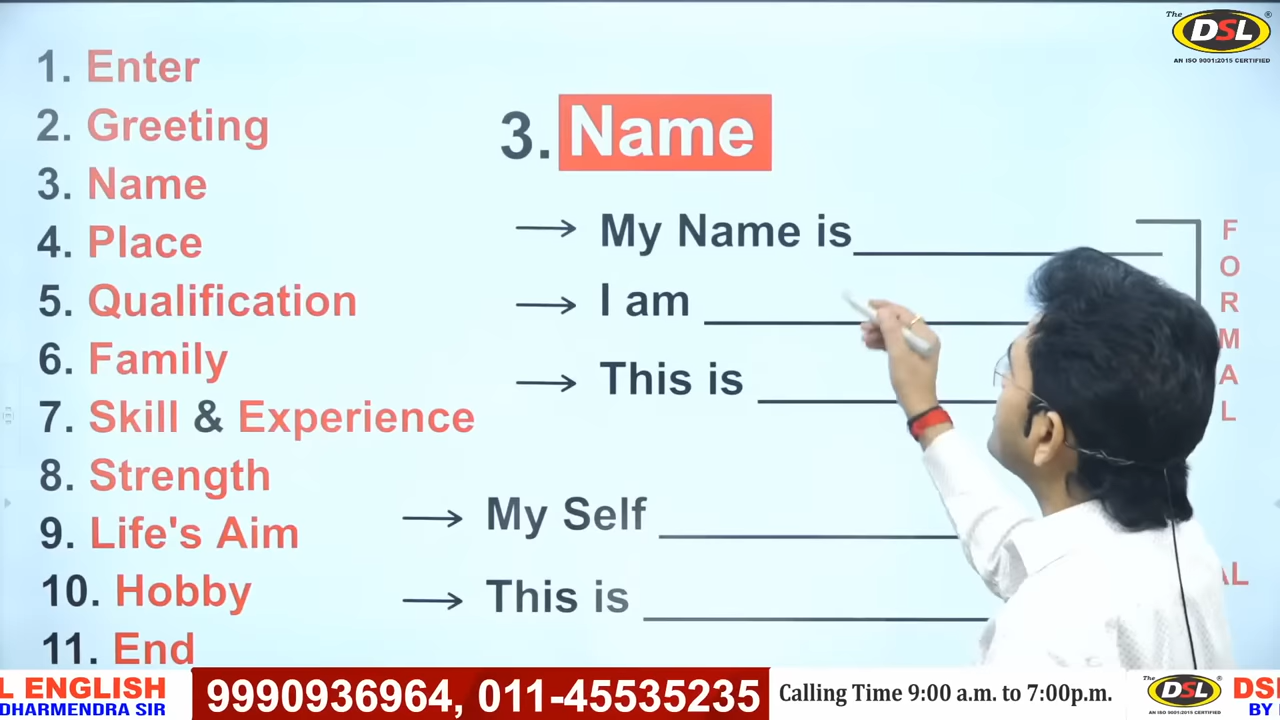 The
DSL
AN ISO 9001:2015 CERTIFIED
1. Enter
2. Greeting
3. Name
4. Place
5. Qualification
6. Family
7. Skill & Experience
8. Strength
9. Life's Aim
10. Hobby
11. End
3. Name
→ My Name is
→ I am
→ This is
FORMAL
→ My Self
→ This is
AL
L ENGLISH
DHARMENDRA SIR
9990936964, 011-45535235
Calling Time 9:00 a.m. to 7:00p.m.
The
DSL
AN ISO 9001:2015 CERTIFIED
DS
BY